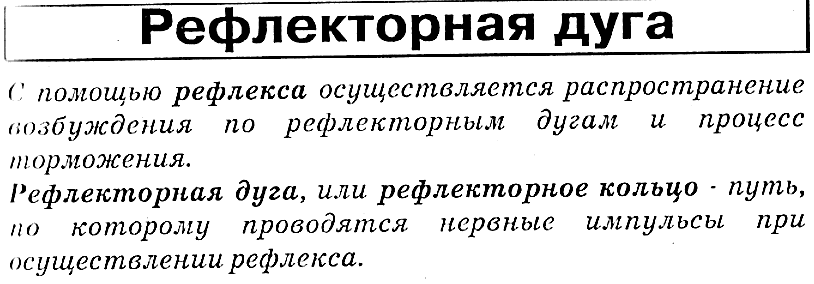 Рефлекторная дуга
С помощью рефлекса осуществляется распространение
возбуждения по рефлекторным дугам и процесс
торможения.
Рефлекторная дуга, или рефлекторное кольцо - путь,
по которому проводятся нервные импульсы при
осуществлении рефлекса.